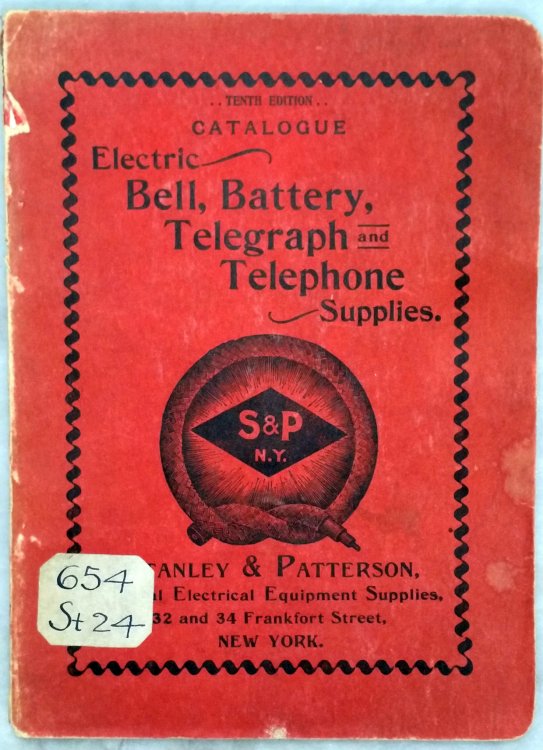 ..TENTH EDITION..
CATALOGUE
Electric
Bell, Battery,
Telegraph and
Telephone
Supplies.
S&P
N.Y.
TANLEY & PATTERSON,
al Electrical Equipment Supplies,
32 and 34 Frankfort Street,
NEW YORK.
654
St 24